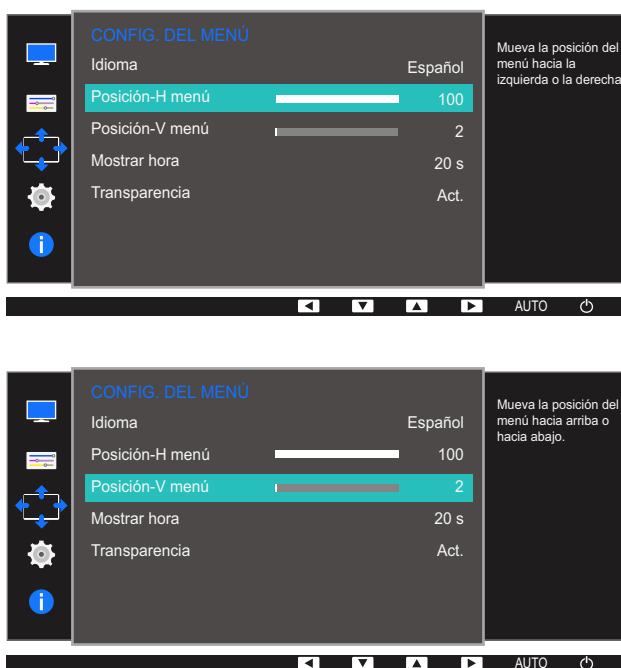 CONFIG. DEL MENÚ
Idioma Español
Posición-H menú 100
Posición-V menú 2
Mostrar hora 20 s
Transparencia Act.
Mueva la posición del
menú hacia la
izquierda o la derecha
AUTO
CONFIG. DEL MENÚ
Idioma Español
Posición-H menú 100
Posición-V menú 2
Mostrar hora 20 s
Transparencia Act.
Mueva la posición del
menú hacia arriba o
hacia abajo.
AUTO